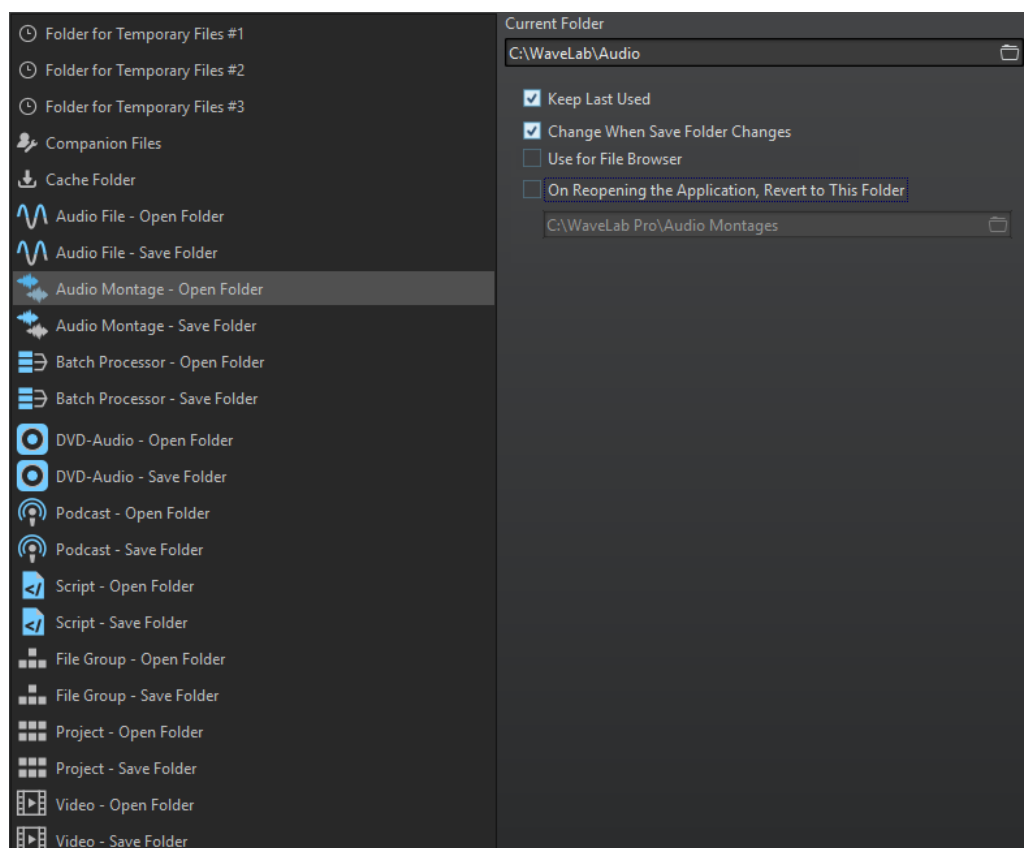 Folder for Temporary Files #1
Folder for Temporary Files #2
Folder for Temporary Files #3
Companion Files
Cache Folder
Audio File - Open Folder
Audio File - Save Folder
Audio Montage - Open Folder
Audio Montage - Save Folder
Batch Processor - Open Folder
Batch Processor - Save Folder
DVD-Audio - Open Folder
DVD-Audio - Save Folder
Podcast - Open Folder
Podcast - Save Folder
Script - Open Folder
Script - Save Folder
File Group - Open Folder
File Group - Save Folder
Project - Open Folder
Project - Save Folder
Video - Open Folder
Video - Save Folder
Current Folder
C:\WaveLab\Audio
Keep Last Used
Change When Save Folder Changes
Use for File Browser
On Reopening the Application, Revert to This Folder
C:\WaveLab Pro\Audio Montages